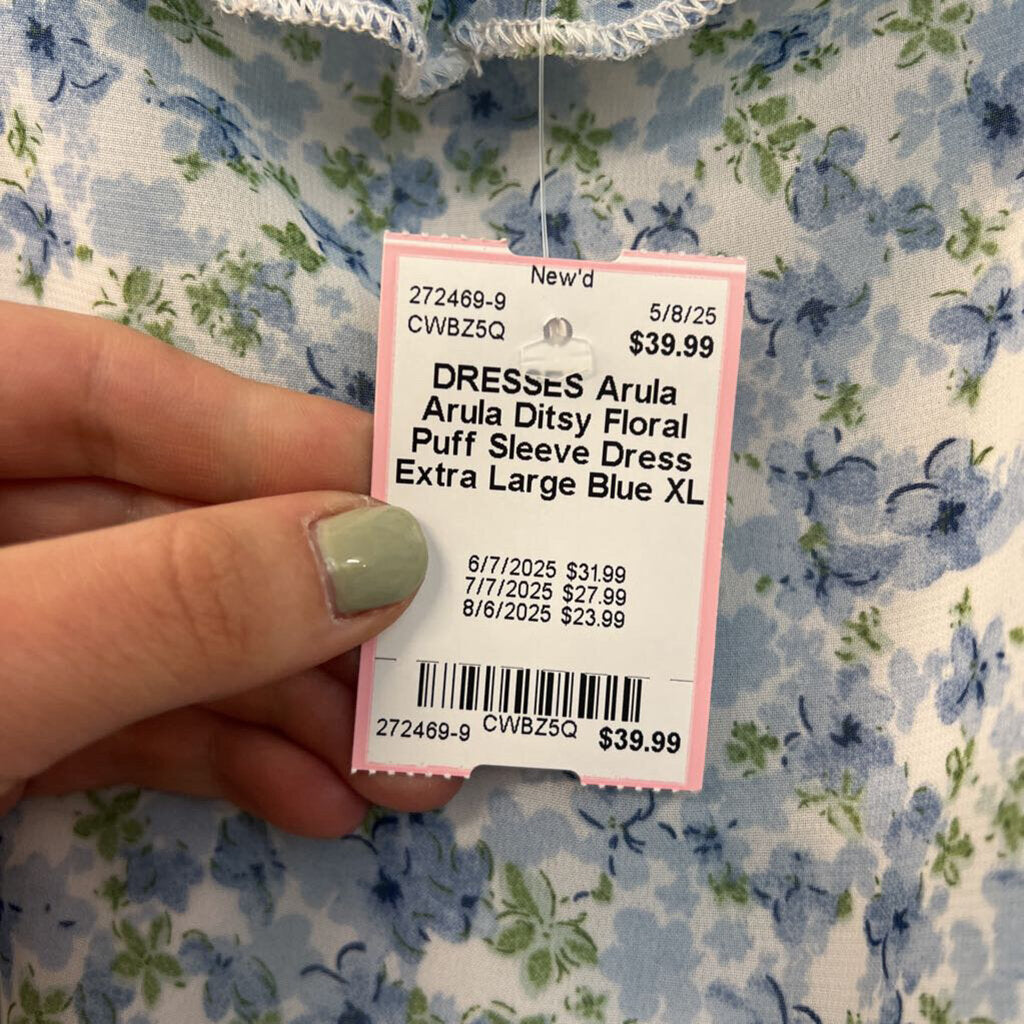 New'd
272469-9 5/8/25
CWBZ5Q $39.99
DRESSES Arula
Arula Ditsy Floral
Puff Sleeve Dress
Extra Large Blue XL
6/7/2025 $31.99
7/7/2025 $27.99
8/6/2025 $23.99
272469-9 CWBZ5Q $39.99